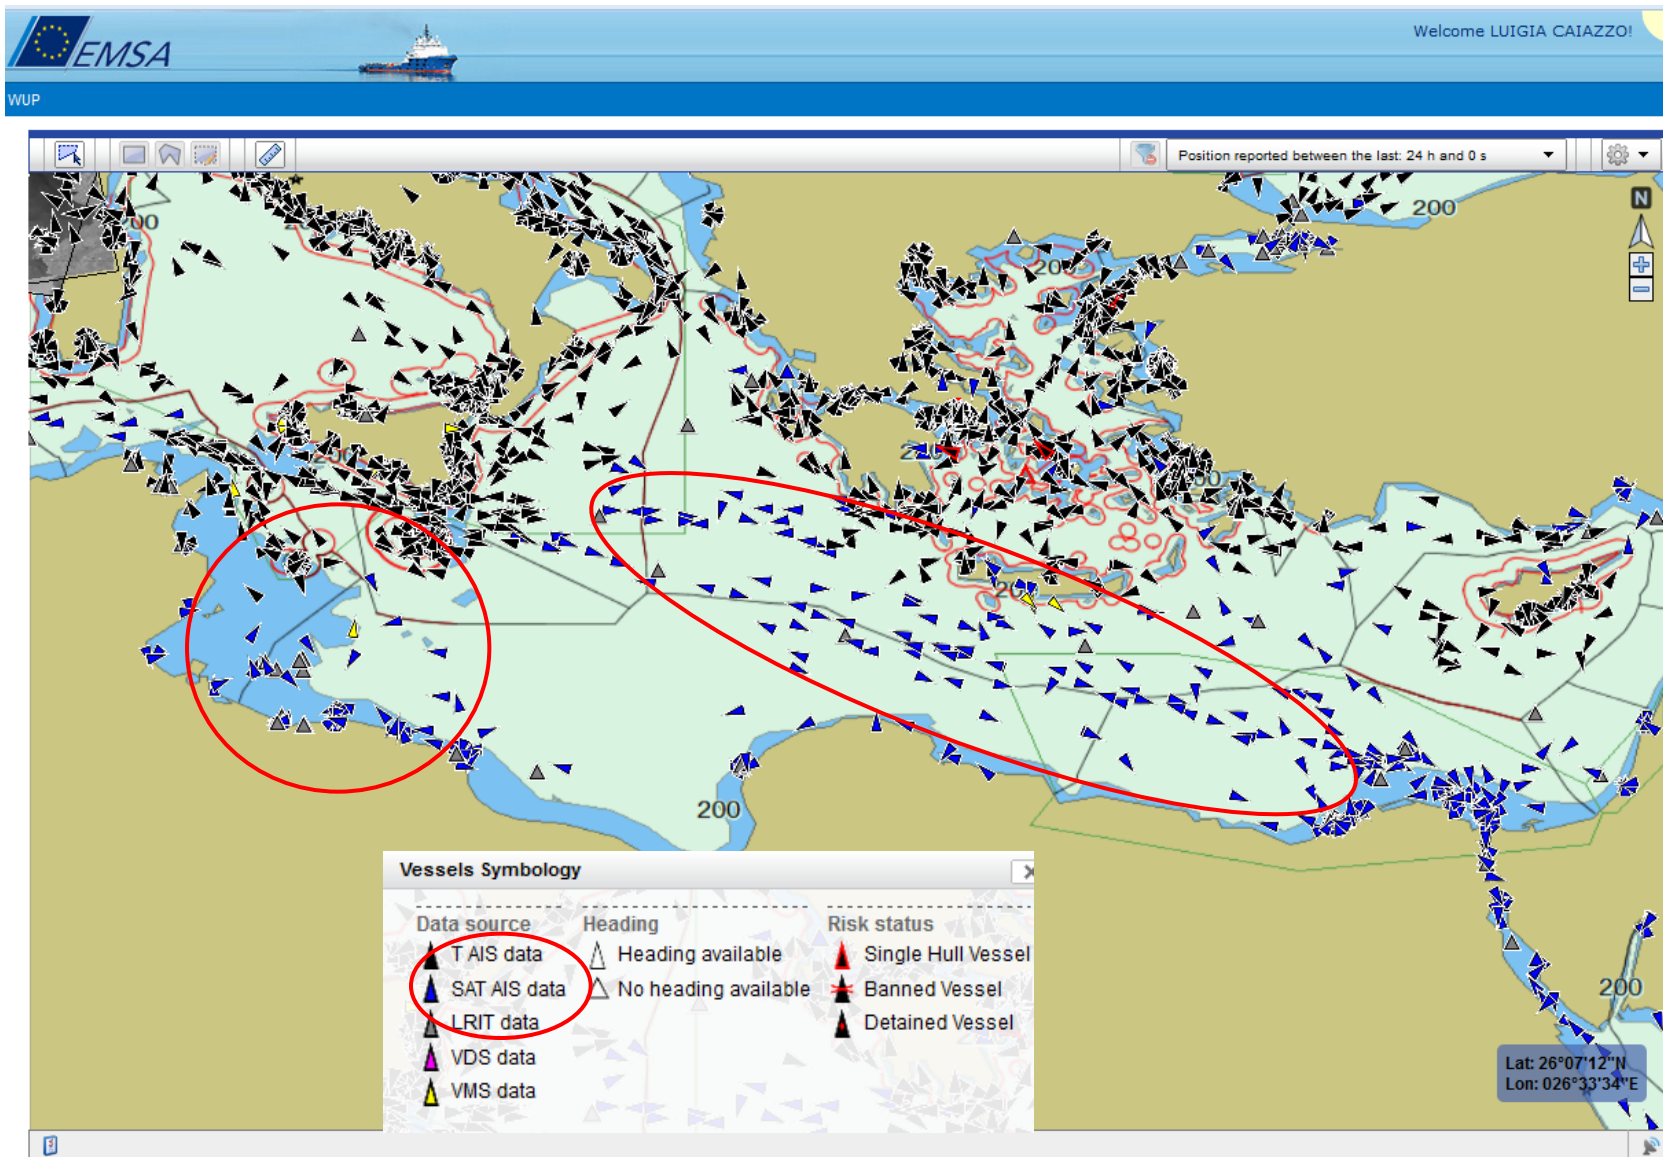 EMSA
Welcome LUIGIA CAIAZZO!
WUP
Position reported between the last: 24 h and 0 s
N
200
200
200
200
200
Vessels Symbology
Data source Heading Risk status
T AIS data Heading available Single Hull Vessel
SAT AIS data No heading available Banned Vessel
LRIT data Detained Vessel
VDS data
VMS data
200
Lat: 26°07'12"N
Lon: 026°33'34"E